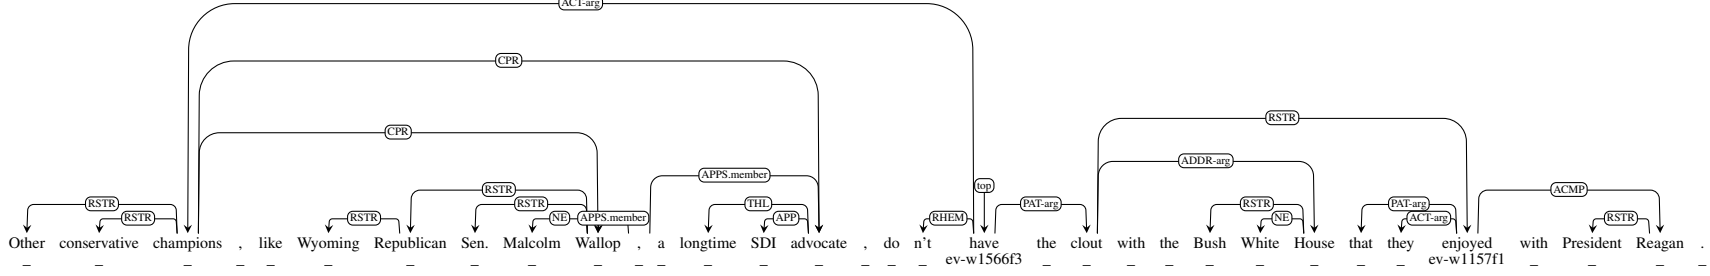 ACT-arg
CPR
RSTR
CPR
ADDR-arg
APPS.member
top
RSTR RSTR ACMP
RSTR RSTR THL PAT-arg RSTR PAT-arg
RSTR RSTR NE APPS.member APP RHEM NE ACT-arg RSTR
Other conservative champions , like Wyoming Republican Sen. Malcolm Wallop , a longtime SDI advocate , do n't have the clout with the Bush White House that they enjoyed with President Reagan .
_ _ _ _ _ _ _ _ _ _ _ _ _ _ _ _ _ _ ev-w1566f3 _ _ _ _ _ _ _ _ _ ev-w1157f1 _ _ _ _